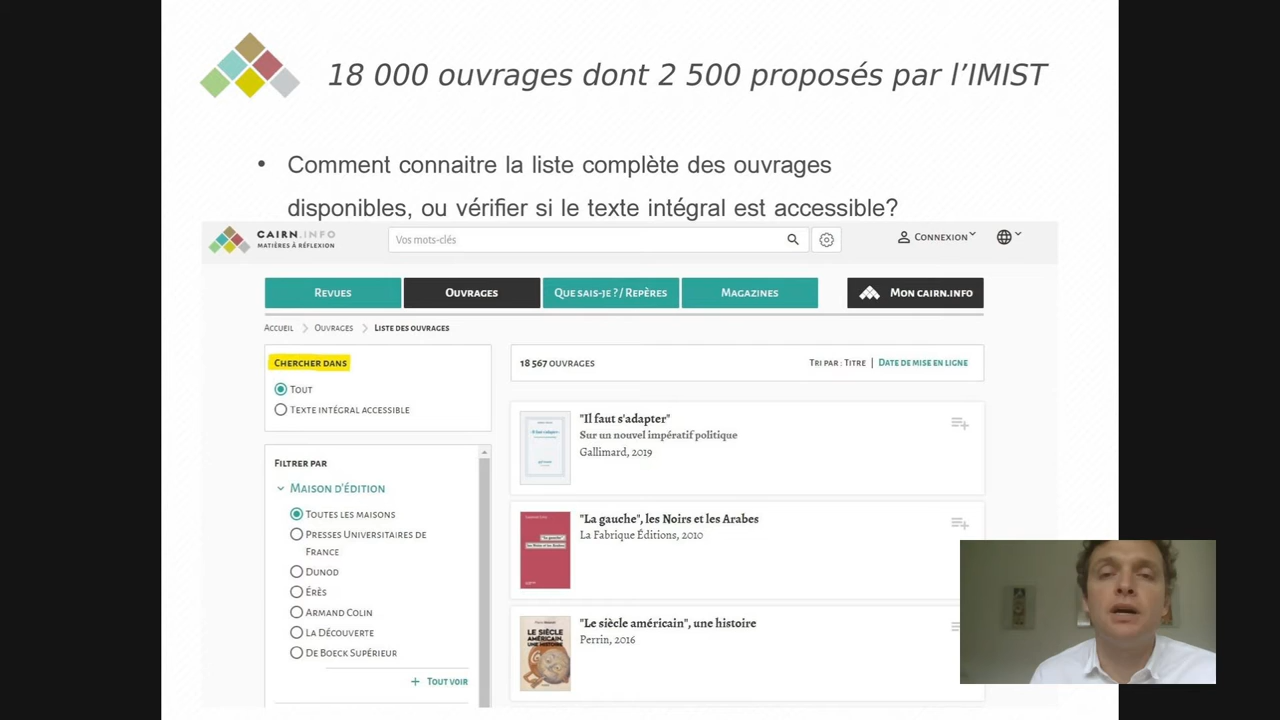 18 000 ouvrages dont 2 500 proposés par l’IMIST
• Comment connaitre la liste complète des ouvrages
disponibles, ou vérifier si le texte intégral est accessible?
CAIRN.INFO
MATIÈRES À RÉFLEXION
Vos mots-clés
CONNEXION
REVUES
OUVRAGES
QUE SAIS-JE ? / REPÈRES
MAGAZINES
MON CAIRN.INFO
ACCUEIL
OUVRAGES
LISTE DES OUVRAGES
CHERCHER DANS
TOUT
TEXTE INTÉGRAL ACCESSIBLE
FILTRER PAR
MAISON D'ÉDITION
TOUTES LES MAISONS
PRESSES UNIVERSITAIRES DE
FRANCE
DUNOD
ÉRÈS
ARMAND COLIN
LA DÉCOUVERTE
DE BOECK SUPÉRIEUR
+ TOUT VOIR
18 567 OUVRAGES
TRI PAR : TITRE | DATE DE MISE EN LIGNE
"Il faut s'adapter"
Sur un nouvel impératif politique
Gallimard, 2019
"La gauche", les Noirs et les Arabes
La Fabrique Éditions, 2010
"Le siècle américain", une histoire
Perrin, 2016
LE SIÈCLE
AMÉRICAIN,
UNE HISTOIRE